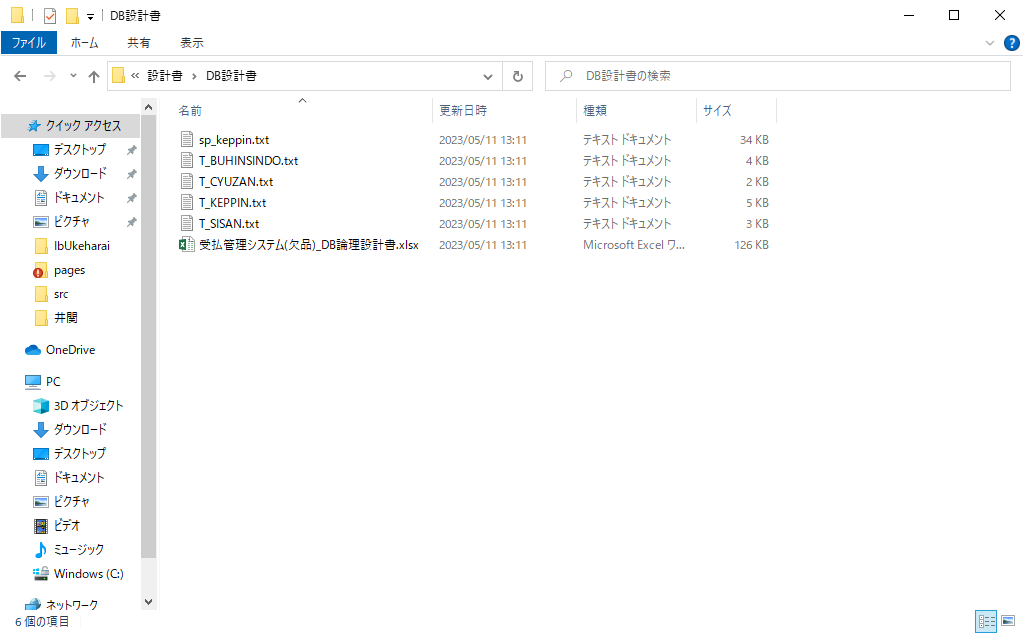 DB設計書
ファイル ホーム 共有 表示
« 設計書 › DB設計書
DB設計書の検索
名前 更新日時 種類 サイズ
クイック アクセス
デスクトップ
ダウンロード
ドキュメント
ピクチャ
IbUkeharai
pages
src
井関
OneDrive
PC
3D オブジェクト
ダウンロード
デスクトップ
ドキュメント
ピクチャ
ビデオ
ミュージック
Windows (C:)
ネットワーク
sp_keppin.txt 2023/05/11 13:11 テキスト ドキュメント 34 KB
T_BUHINSINDO.txt 2023/05/11 13:11 テキスト ドキュメント 4 KB
T_CYUZAN.txt 2023/05/11 13:11 テキスト ドキュメント 2 KB
T_KEPPIN.txt 2023/05/11 13:11 テキスト ドキュメント 5 KB
T_SISAN.txt 2023/05/11 13:11 テキスト ドキュメント 3 KB
受払管理システム(欠品)_DB論理設計書.xlsx 2023/05/11 13:11 Microsoft Excel ワ... 126 KB
6 個の項目